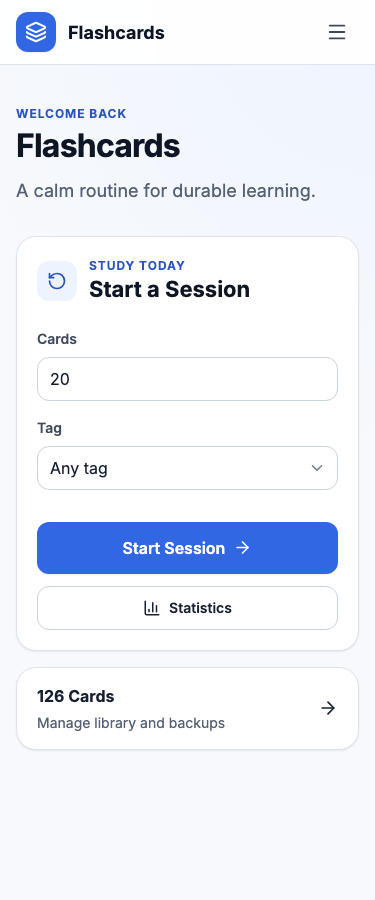 Flashcards
WELCOME BACK
Flashcards
A calm routine for durable learning.
STUDY TODAY
Start a Session
Cards
20
Tag
Any tag
Start Session
Statistics
126 Cards
Manage library and backups